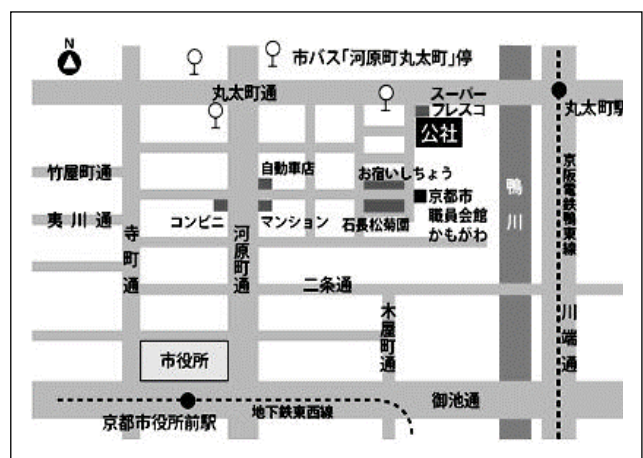 N
市バス「河原町丸太町」停
丸太町通
スーパー
フレスコ
丸太町駅
公社
竹屋町通
自動車店
お宿いしちょう
京都市
職員会館
かもがわ
鴨川
京阪電鉄鴨東線
夷川通
コンビニ
マンション
石長松菊園
寺町通
河原町通
二条通
木屋町通
川端通
市役所
御池通
京都市役所前駅
地下鉄東西線